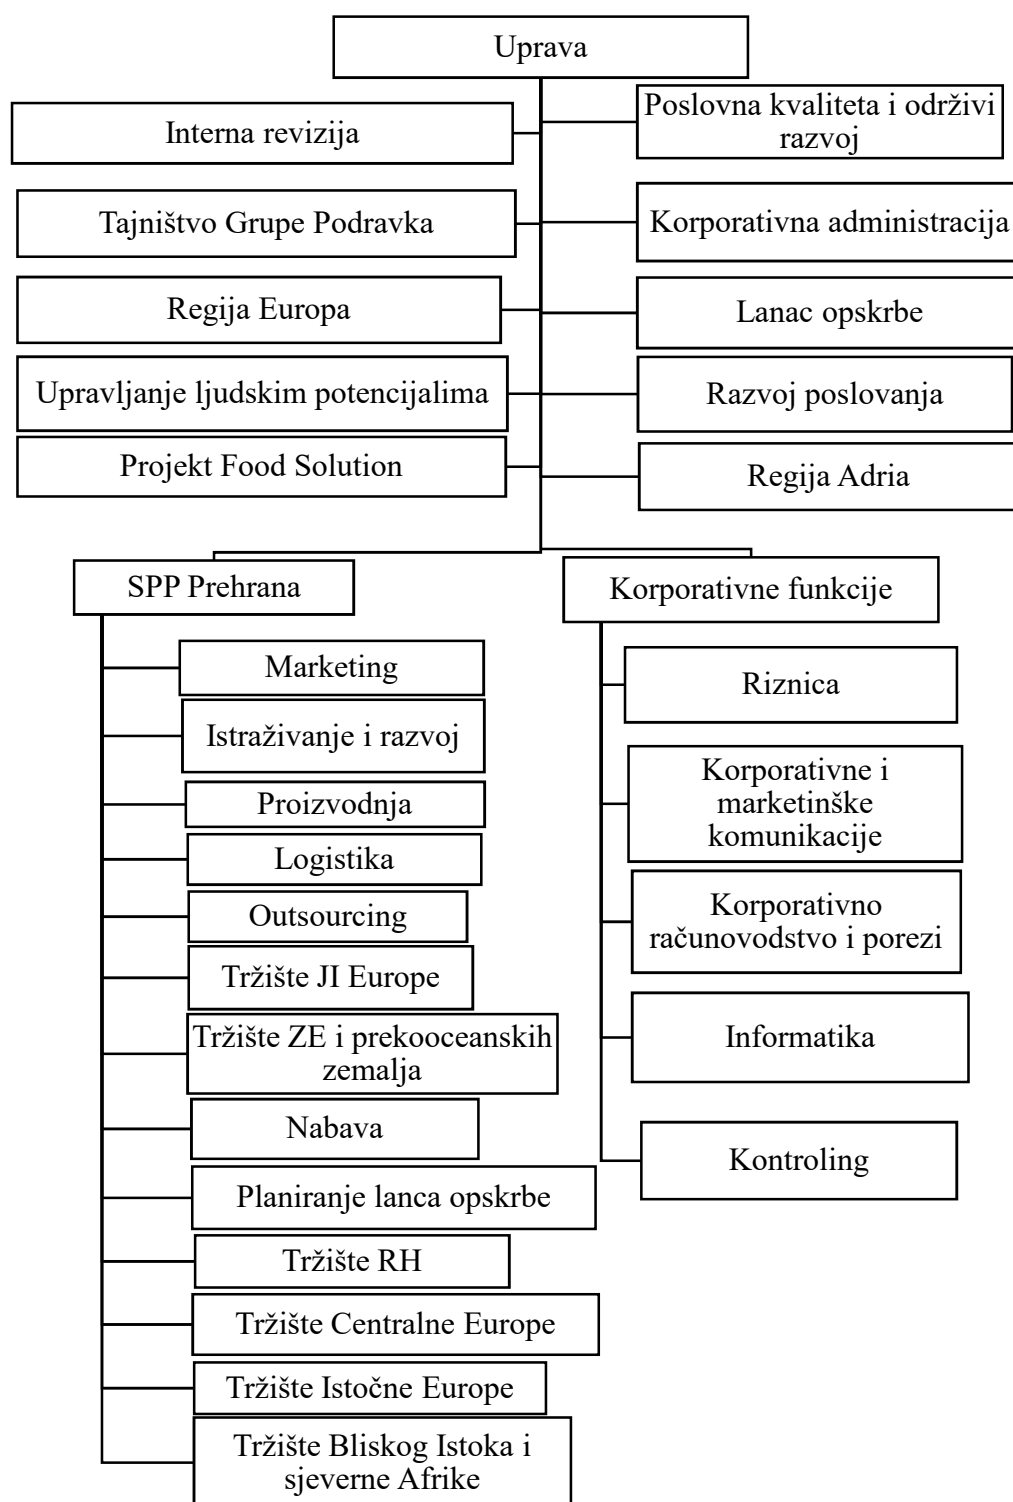 Uprava
Interna revizija
Poslovna kvaliteta i održivi
razvoj
Tajništvo Grupe Podravka
Korporativna administracija
Regija Europa
Lanac opskrbe
Upravljanje ljudskim potencijalima
Razvoj poslovanja
Projekt Food Solution
Regija Adria
SPP Prehrana
Marketing
Istraživanje i razvoj
Proizvodnja
Logistika
Outsourcing
Tržište JI Europe
Tržište ZE i prekooceanskih
zemalja
Nabava
Planiranje lanca opskrbe
Tržište RH
Tržište Centralne Europe
Tržište Istočne Europe
Tržište Bliskog Istoka i
sjeverne Afrike
Korporativne funkcije
Riznica
Korporativne i
marketinške
komunikacije
Korporativno
računovodstvo i porezi
Informatika
Kontroling